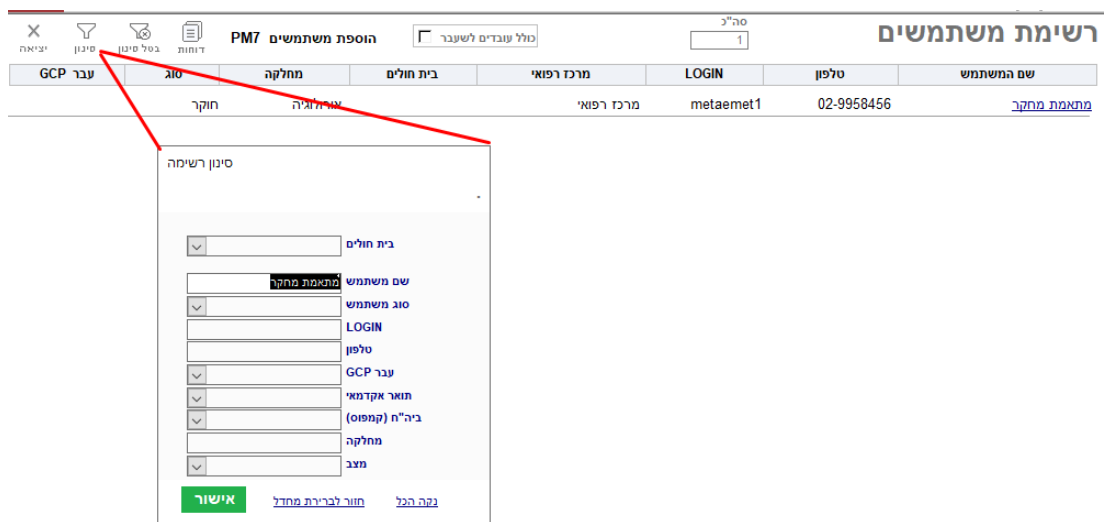 רשימת משתמשים
סה"כ
1
כולל עובדים לשעבר
הוספת משתמשים PM7
דוחות
בטל סינון
סינון
יציאה
שם המשתמש טלפון LOGIN מרכז רפואי בית חולים מחלקה סוג עבר GCP
מתאמת מחקר 02-9958456 metaemet1 מרכז רפואי אורולוגיה חוקר
סינון רשימה
בית חולים
שם משתמש מתאמת מחקר
סוג משתמש
LOGIN
טלפון
עבר GCP
תואר אקדמאי
ביה"ח (קמפוס)
מחלקה
מצב
נקה הכל חזור לברירת מחדל אישור